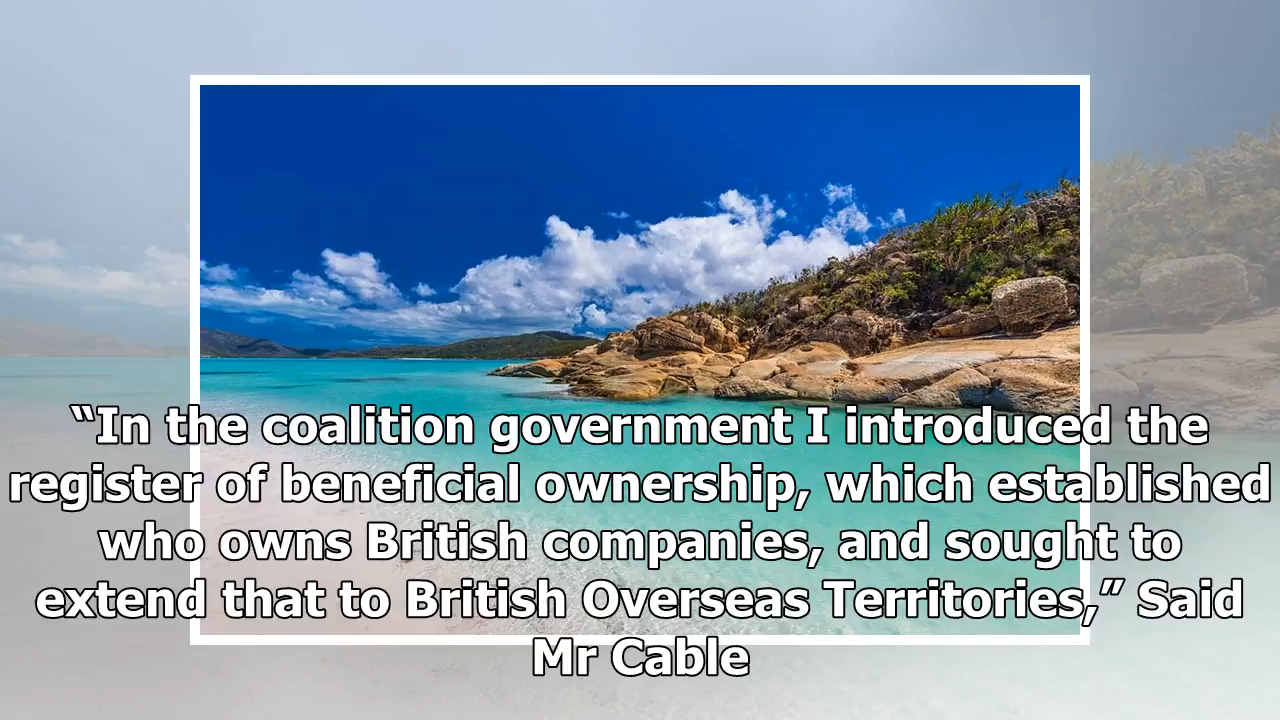 “In the coalition government I introduced the
register of beneficial ownership, which established
who owns British companies, and sought to
extend that to British Overseas Territories,” Said
Mr Cable